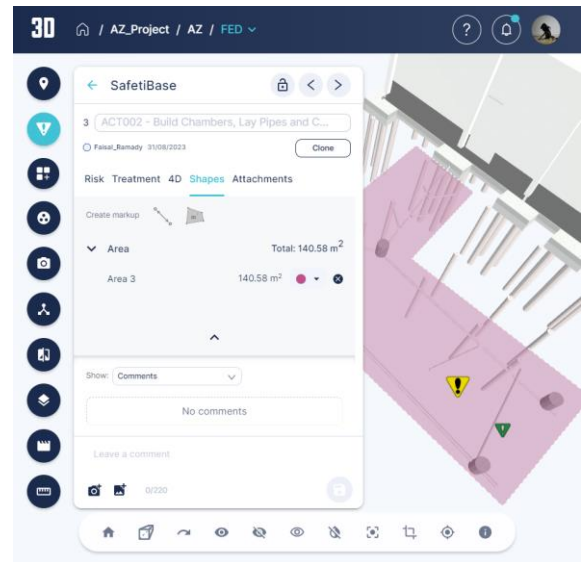 3D / AZ_Project / AZ / FED
?
SafetiBase
3 ACT002 - Build Chambers, Lay Pipes and C...
Faisal_Ramady 31/08/2023 Clone
Risk Treatment 4D Shapes Attachments
Create markup
Area Total: 140.58 m2
Area 3 140.58 m2
Show: Comments
No comments
Leave a comment
0/220